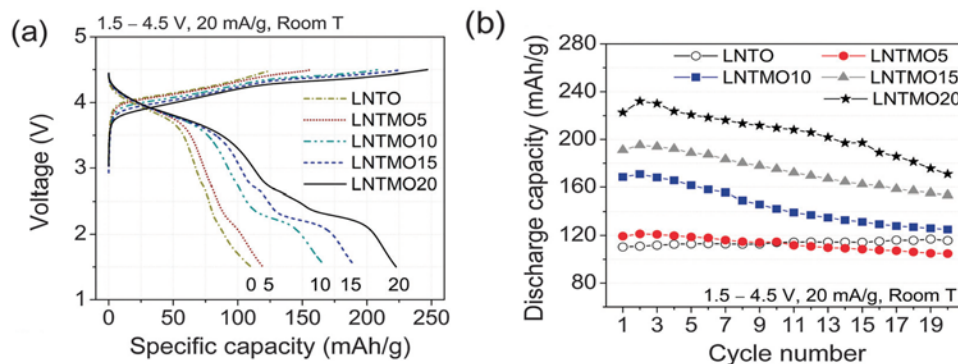 (a)
1.5 – 4.5 V, 20 mA/g, Room T
5
4
3
2
1
Voltage (V)
LNTO
LNTMO5
LNTMO10
LNTMO15
LNTMO20
0 5 10 15 20
0 50 100 150 200 250
Specific capacity (mAh/g)
(b)
280
240
200
160
120
80
Discharge capacity (mAh/g)
LNTO LNTMO5
LNTMO10 LNTMO15
LNTMO20
1.5 – 4.5 V, 20 mA/g, Room T
1 3 5 7 9 11 13 15 17 19
Cycle number